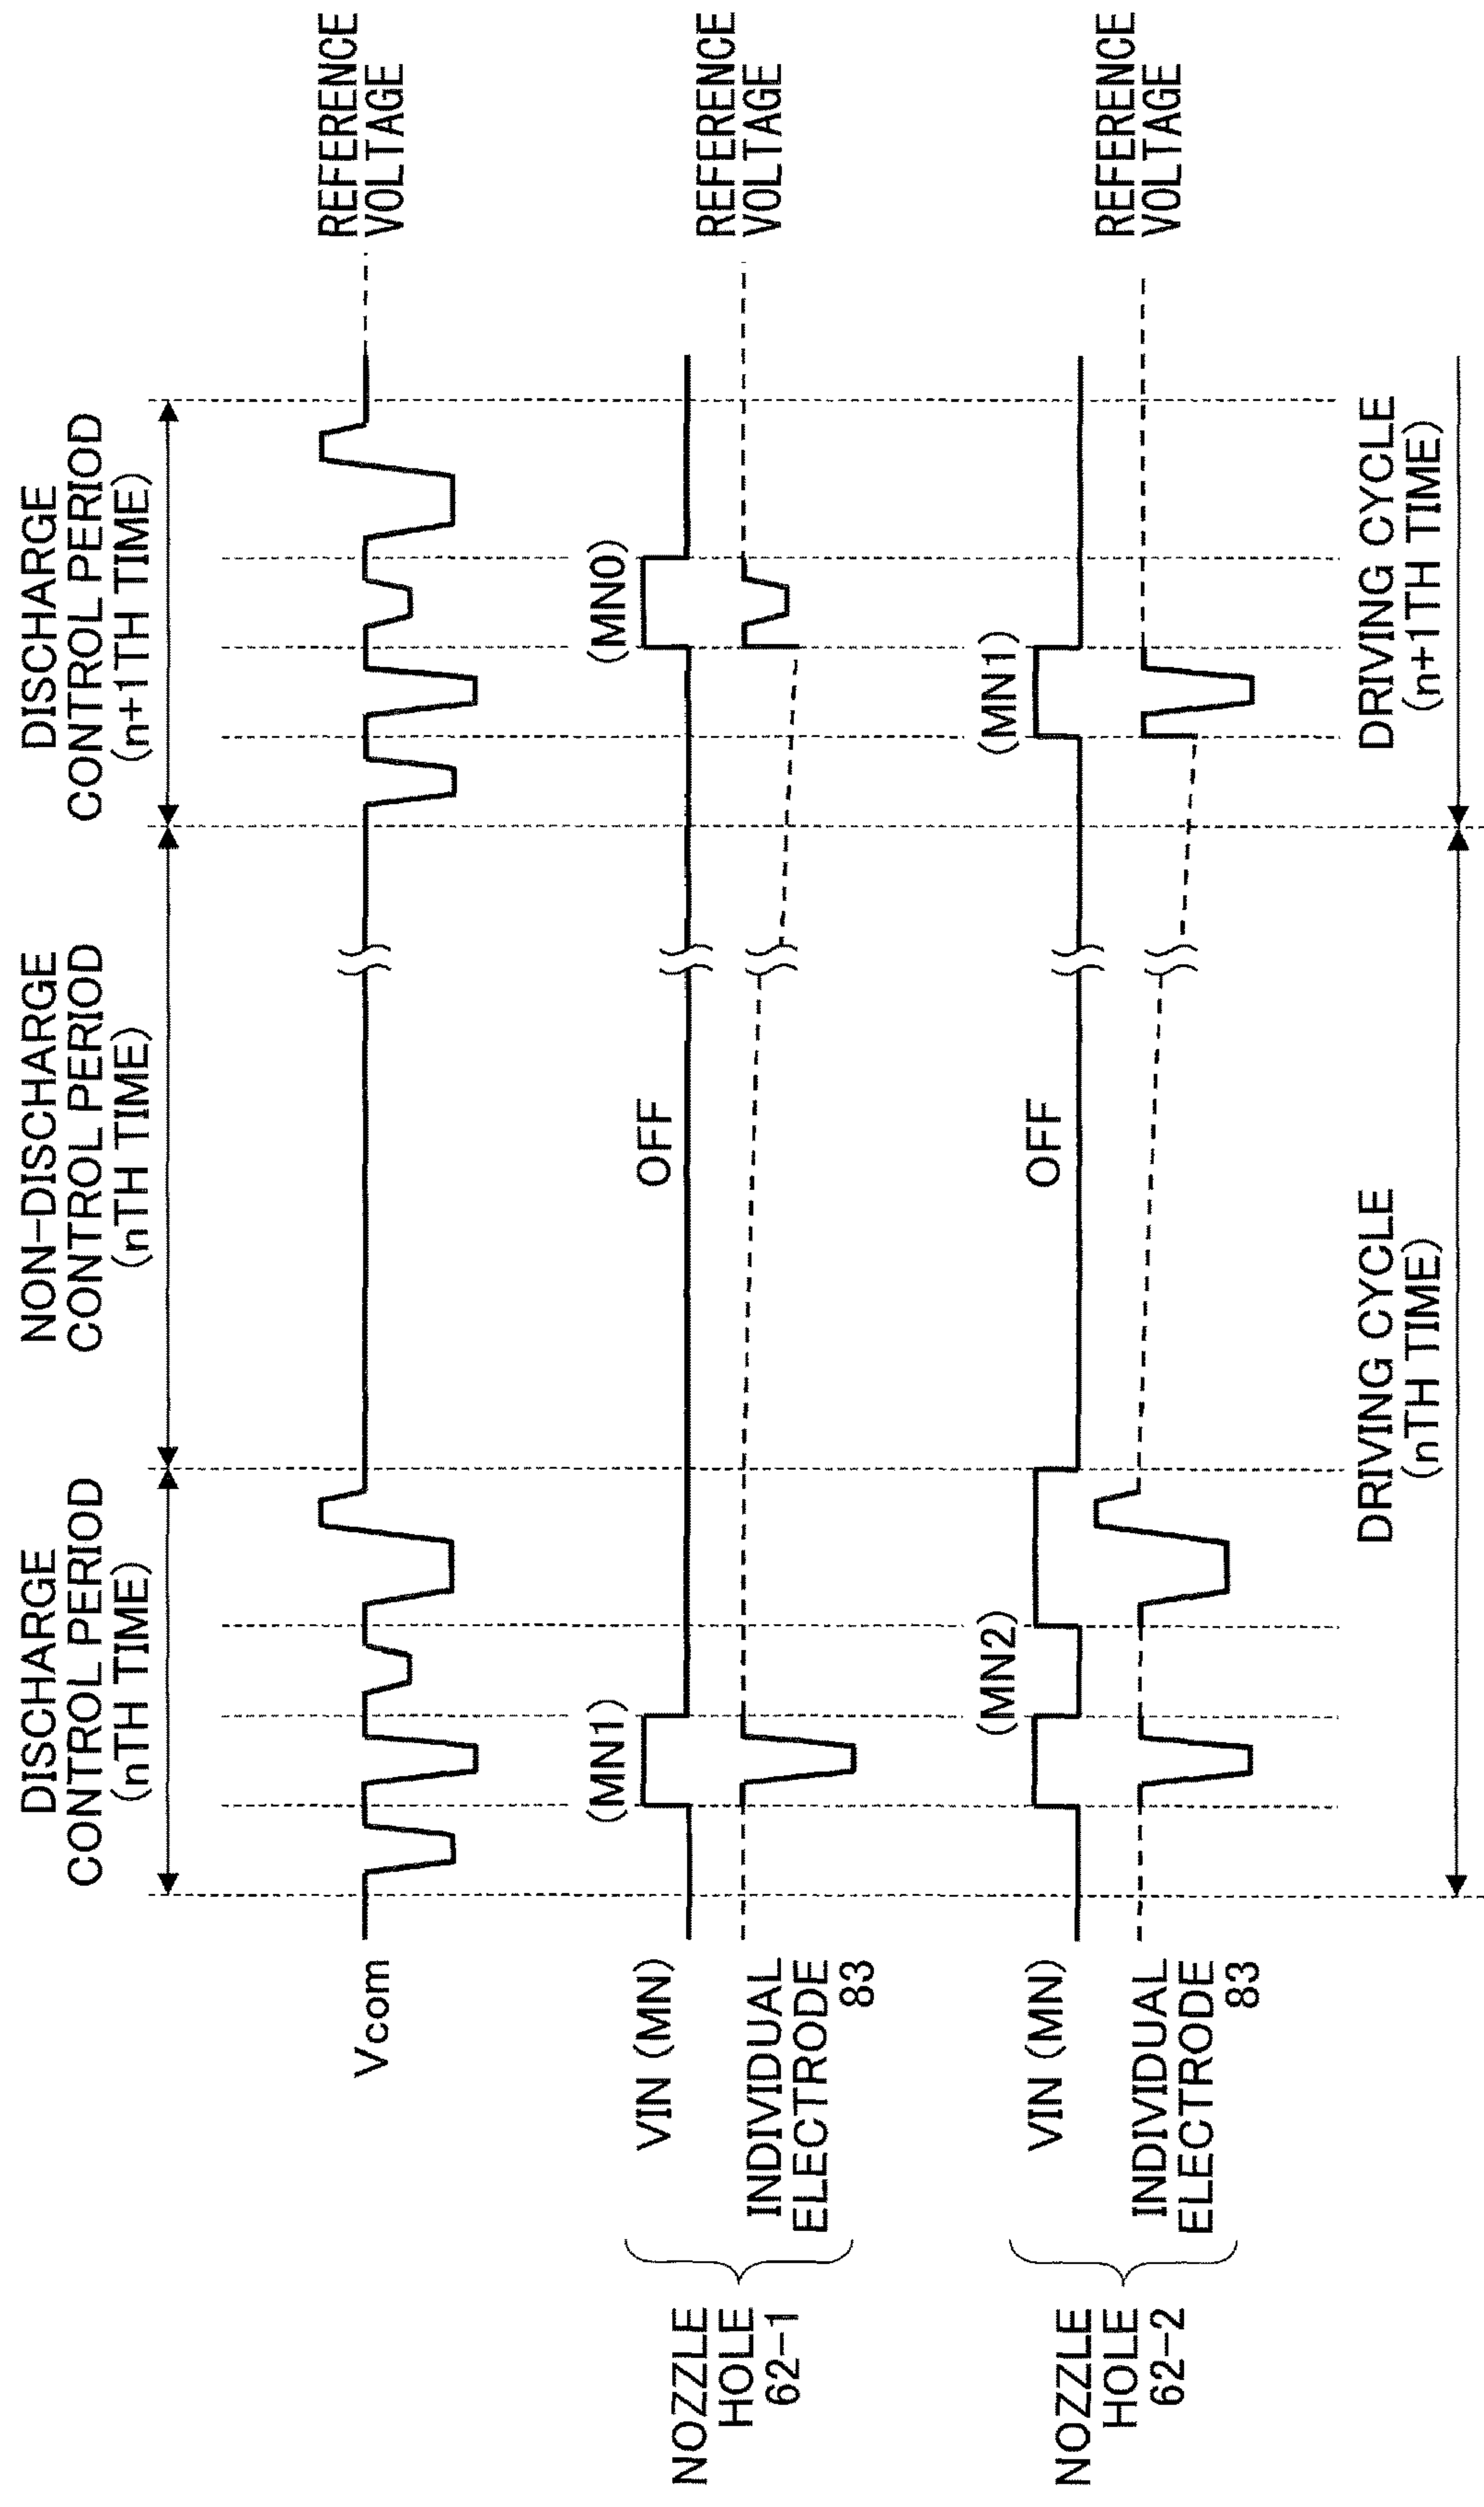 DISCHARGE
CONTROL PERIOD
(nTH TIME)
NON-DISCHARGE
CONTROL PERIOD
(nTH TIME)
DISCHARGE
CONTROL PERIOD
(n+1TH TIME)
Vcom
REFERENCE
VOLTAGE
NOZZLE
HOLE
62-1
VIN (MN)
(MN1)
OFF
(MN0)
INDIVIDUAL
ELECTRODE
83
REFERENCE
VOLTAGE
NOZZLE
HOLE
62-2
VIN (MN)
(MN2)
OFF
(MN1)
INDIVIDUAL
ELECTRODE
83
REFERENCE
VOLTAGE
DRIVING CYCLE
(nTH TIME)
DRIVING CYCLE
(n+1TH TIME)